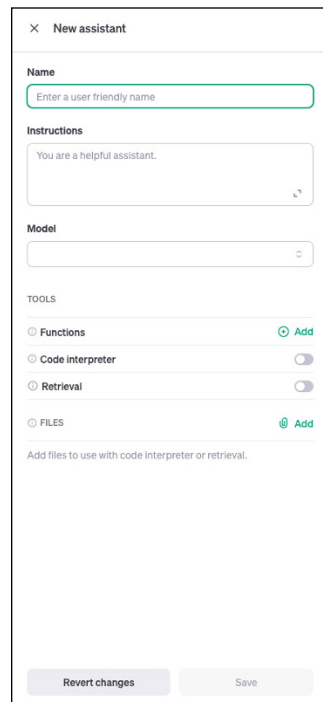 New assistant
Name
Enter a user friendly name
Instructions
You are a helpful assistant.
Model
TOOLS
Functions Add
Code interpreter
Retrieval
FILES Add
Add files to use with code interpreter or retrieval.
Revert changes Save